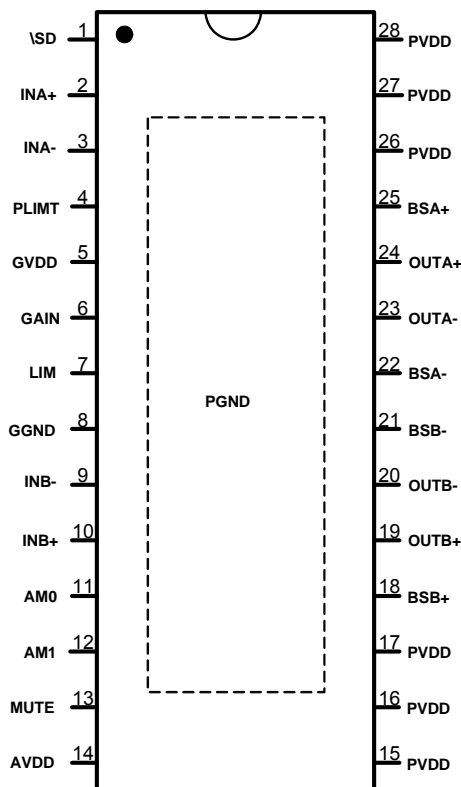 \SD 1 28 PVDD
INA+ 2 27 PVDD
INA- 3 26 PVDD
PLIMT 4 25 BSA+
GVDD 5 24 OUTA+
GAIN 6 23 OUTA-
LIM 7 22 BSA-
PGND
GGND 8 21 BSB-
INB- 9 20 OUTB-
INB+ 10 19 OUTB+
AM0 11 18 BSB+
AM1 12 17 PVDD
MUTE 13 16 PVDD
AVDD 14 15 PVDD